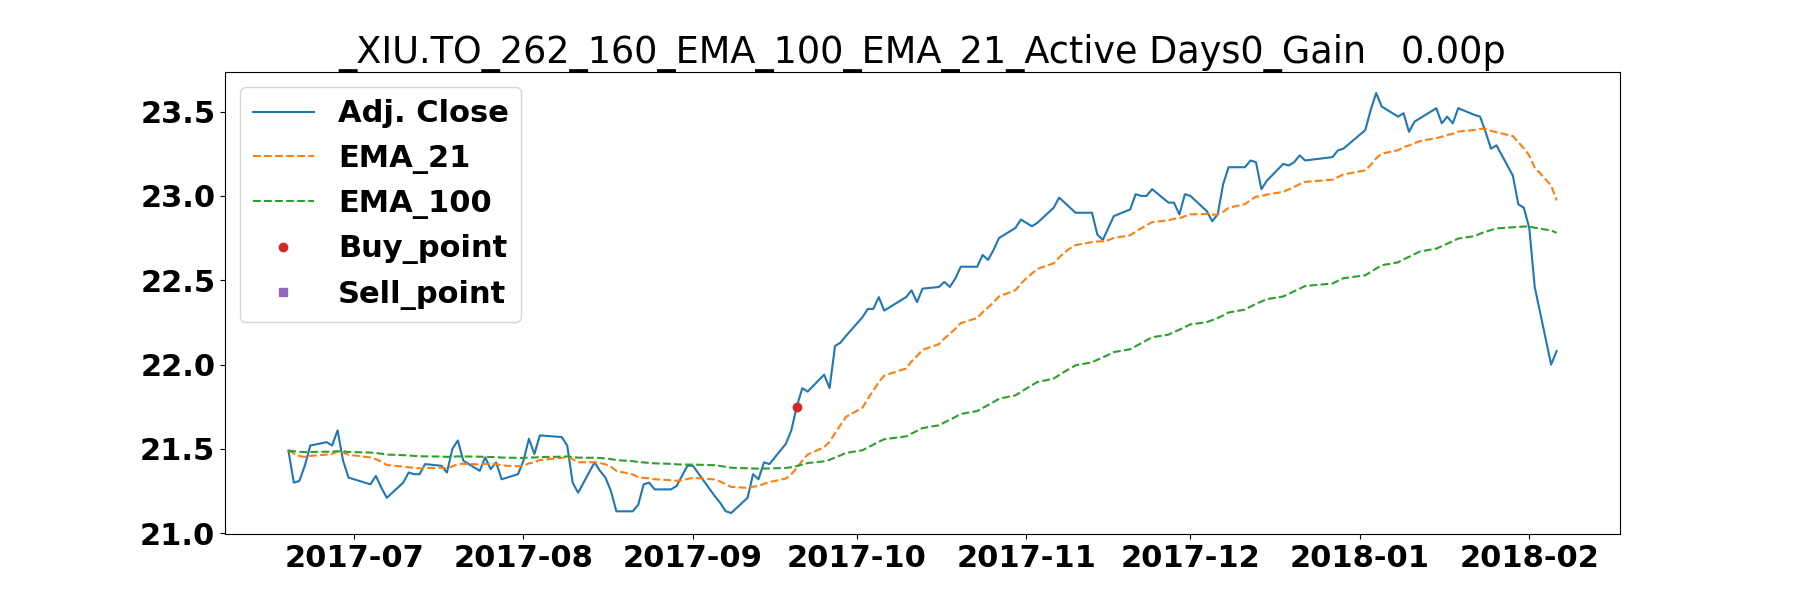 _XIU.TO_262_160_EMA_100_EMA_21_Active Days0_Gain   0.00p
23.5
23.0
22.5
22.0
21.5
21.0
Adj. Close
EMA_21
EMA_100
Buy_point
Sell_point
2017-07 2017-08 2017-09 2017-10 2017-11 2017-12 2018-01 2018-02